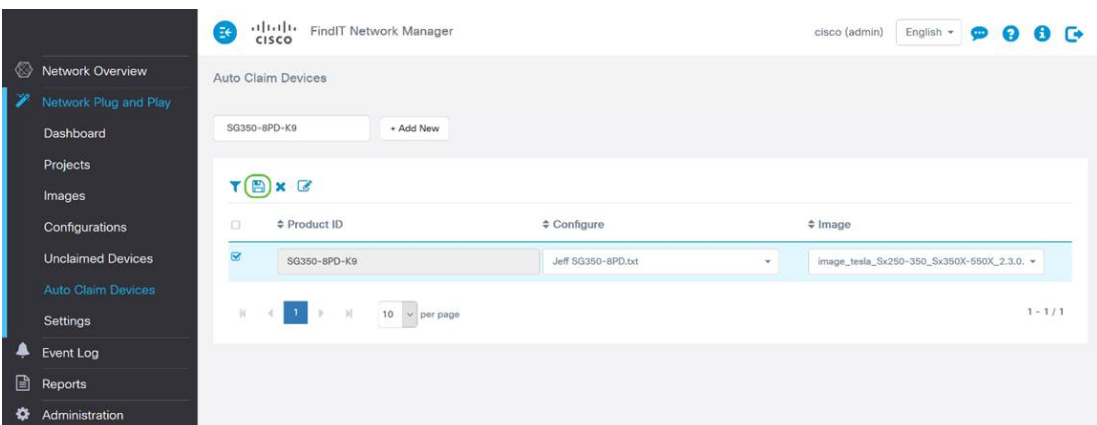 CISCO FindIT Network Manager cisco (admin) English
Network Overview
Network Plug and Play
Dashboard
Projects
Images
Configurations
Unclaimed Devices
Auto Claim Devices
Settings
Event Log
Reports
Administration
Auto Claim Devices
SG350-8PD-K9 + Add New
Product ID Configure Image
SG350-8PD-K9 Jeff SG350-8PD.txt image_tesla_Sx250-350_Sx350X-550X_2.3.0.
1 10 per page 1 - 1 / 1